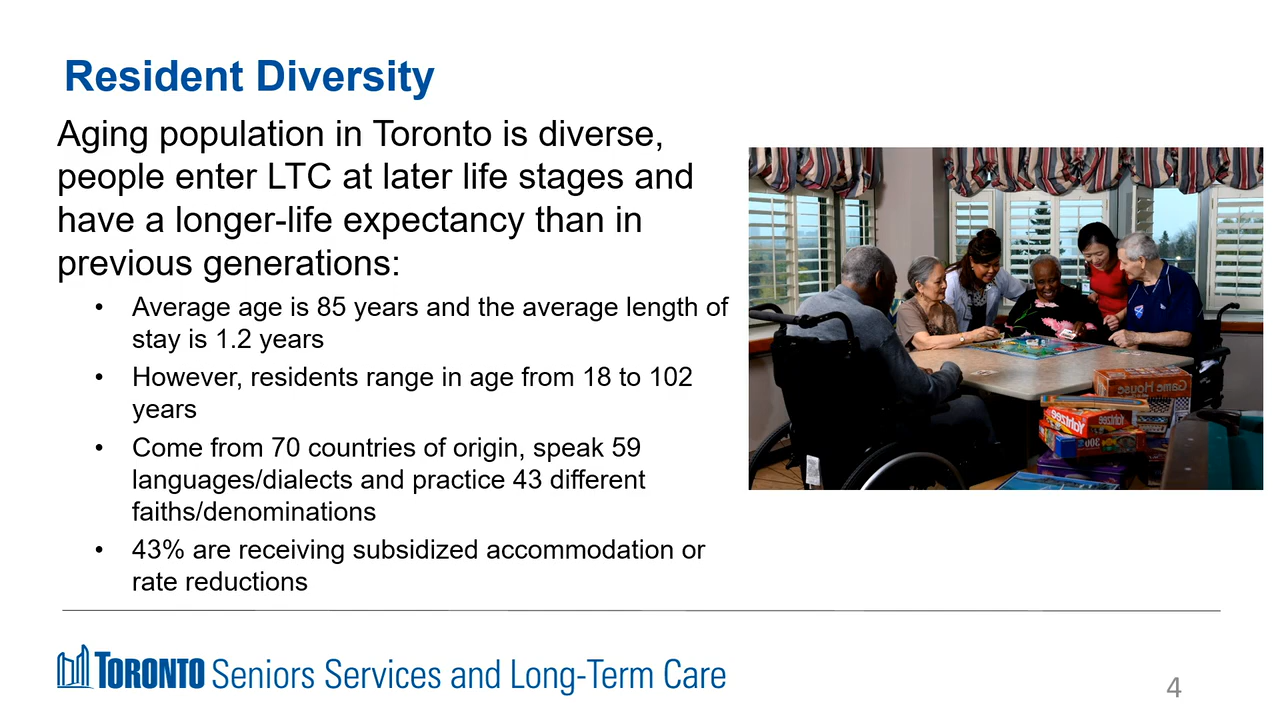 Resident Diversity
Aging population in Toronto is diverse,
people enter LTC at later life stages and
have a longer-life expectancy than in
previous generations:
• Average age is 85 years and the average length of
stay is 1.2 years
• However, residents range in age from 18 to 102
years
• Come from 70 countries of origin, speak 59
languages/dialects and practice 43 different
faiths/denominations
• 43% are receiving subsidized accommodation or
rate reductions
Game House
Yahtzee
300
TORONTO Seniors Services and Long-Term Care
4